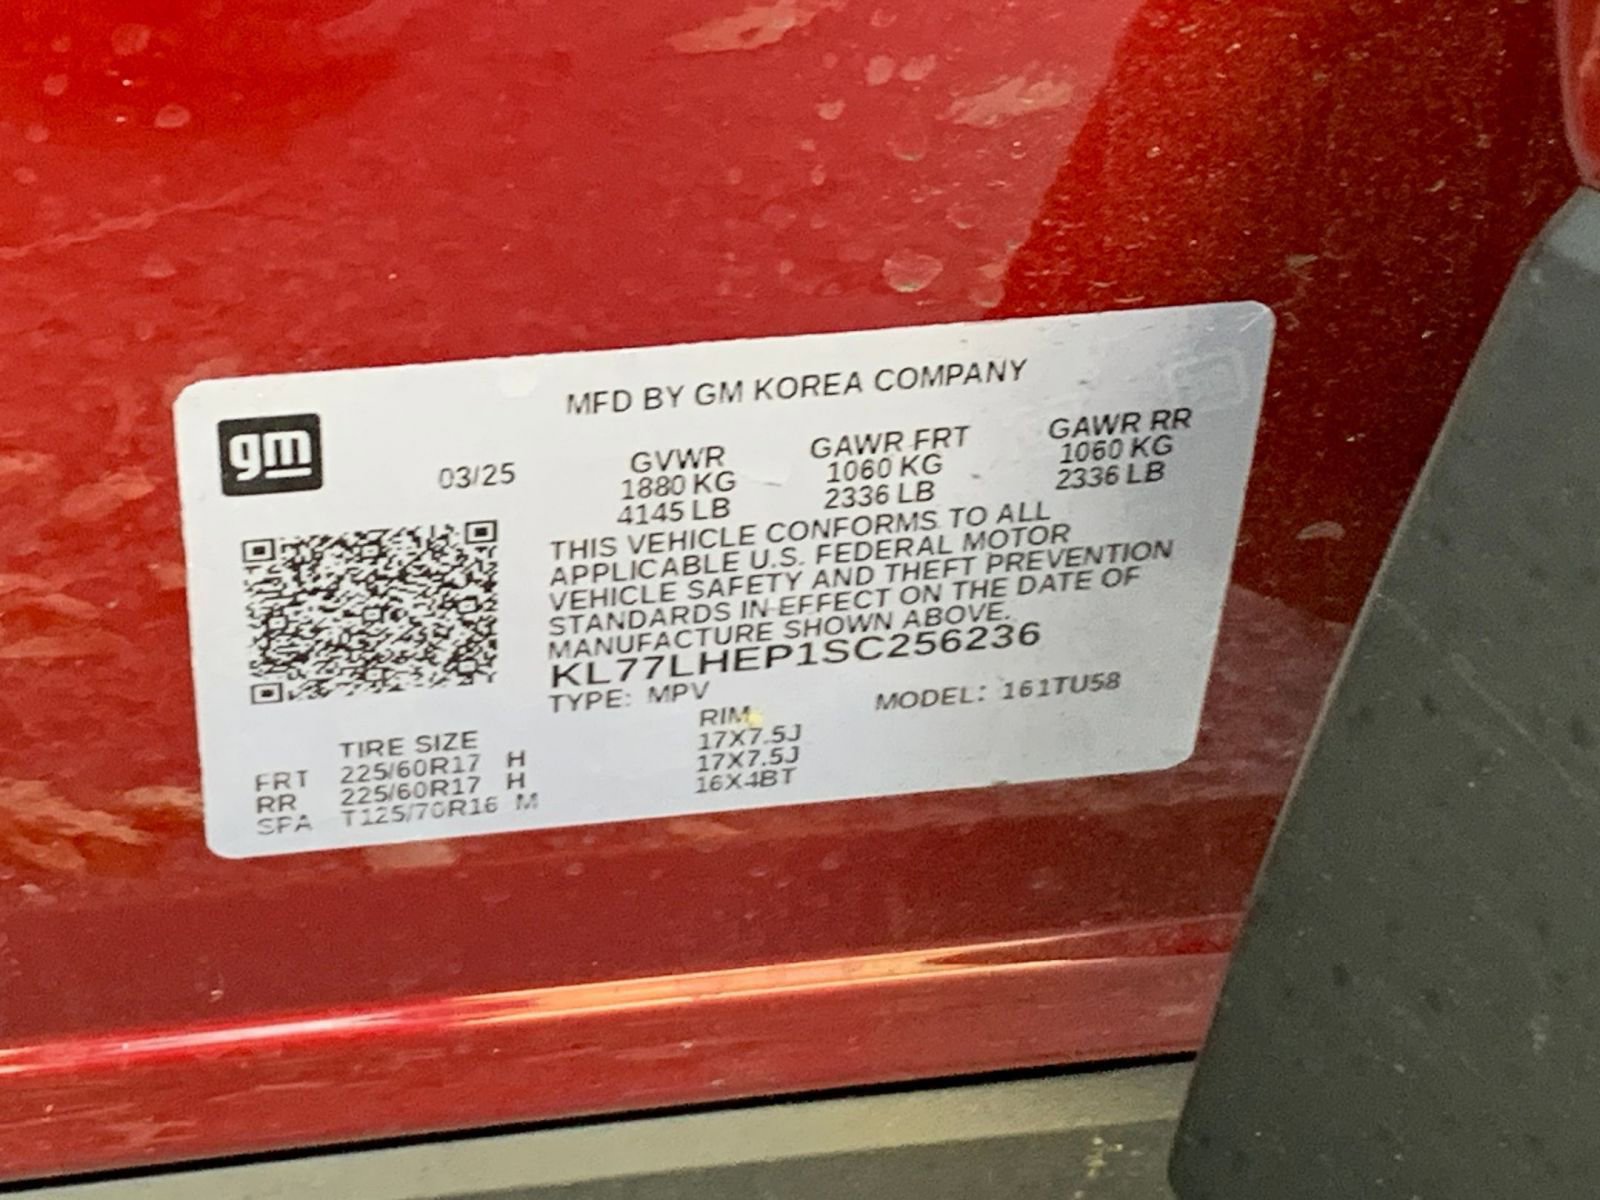 MFD BY GM KOREA COMPANY
gm
03/25
GVWR GAWR FRT GAWR RR
1880 KG 1060 KG 1060 KG
4145 LB 2336 LB 2336 LB
THIS VEHICLE CONFORMS TO ALL
APPLICABLE U.S. FEDERAL MOTOR
VEHICLE SAFETY AND THEFT PREVENTION
STANDARDS IN EFFECT ON THE DATE OF
MANUFACTURE SHOWN ABOVE.
KL77LHEP1SC256236
TYPE: MPV MODEL: 161TU58
TIRE SIZE RIM
FRT 225/60R17 H 17X7.5J
RR 225/60R17 H 17X7.5J
SPA T125/70R16 M 16X4BT